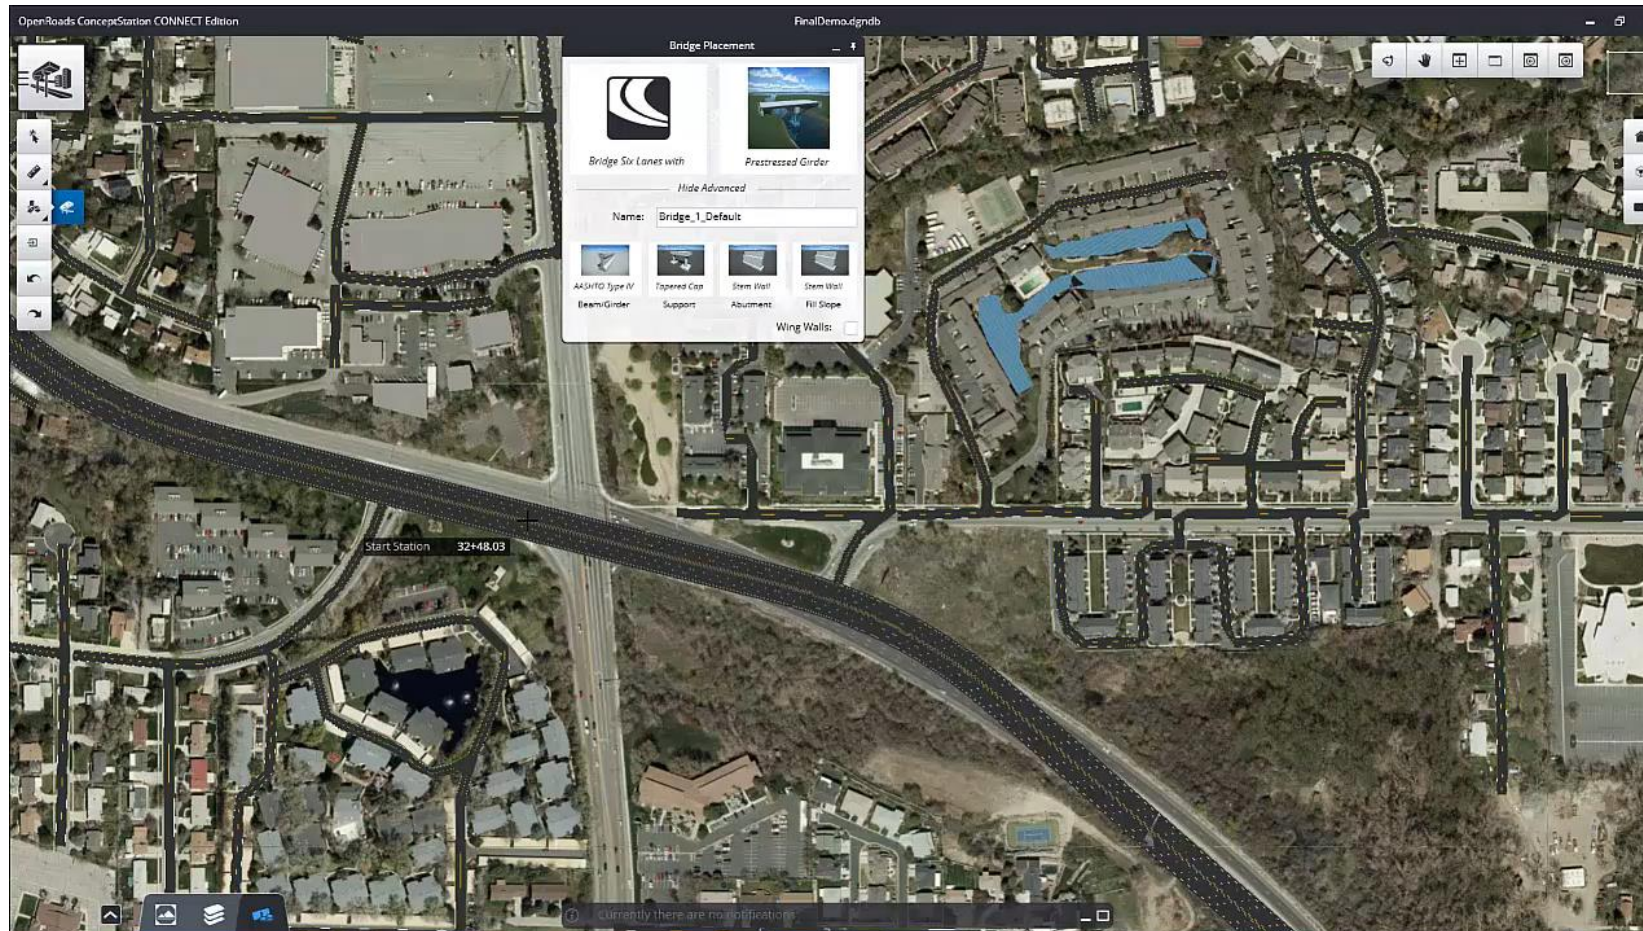 OpenRoads ConceptStation CONNECT Edition
FinalDemo.dgndb
Bridge Placement
Bridge Six Lanes with
Prestressed Girder
Hide Advanced
Name: Bridge_1_Default
AASHTO Type IV Tapered Cap Stem Wall Stem Wall
Beam/Girder Support Abutment Fill Slope
Wing Walls:
Start Station 32+48.03
Currently there are no notifications